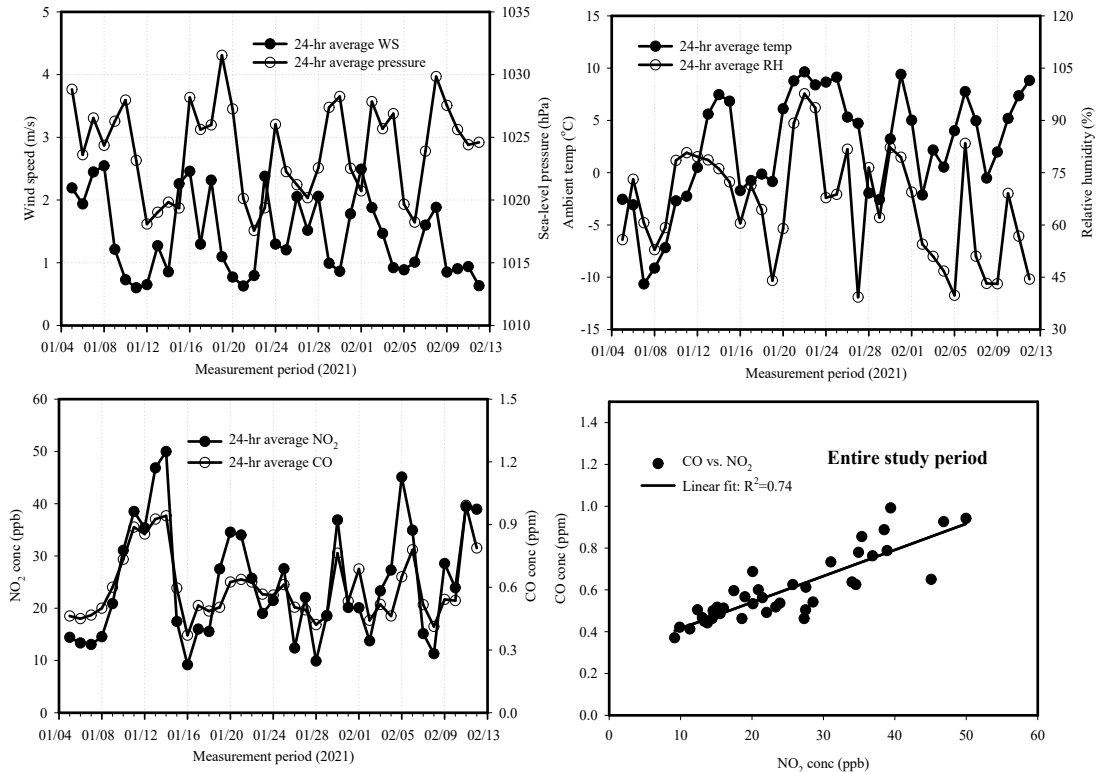 5
4
3
2
1
0
Wind speed (m/s)
24-hr average WS
24-hr average pressure
1035
1030
1025
1020
1015
1010
Sea-level pressure (hPa)
01/04 01/08 01/12 01/16 01/20 01/24 01/28 02/01 02/05 02/09 02/13
Measurement period (2021)
15
10
5
0
-5
-10
-15
Ambient temp (°C)
24-hr average temp
24-hr average RH
120
105
90
75
60
45
30
Relative humidity (%)
01/04 01/08 01/12 01/16 01/20 01/24 01/28 02/01 02/05 02/09 02/13
Measurement period (2021)
60
50
40
30
20
10
0
NO2 conc (ppb)
24-hr average NO2
24-hr average CO
1.5
1.2
0.9
0.6
0.3
0.0
CO conc (ppm)
01/04 01/08 01/12 01/16 01/20 01/24 01/28 02/01 02/05 02/09 02/13
Measurement period (2021)
1.4
1.2
1.0
0.8
0.6
0.4
0.2
0.0
CO conc (ppm)
Entire study period
CO vs. NO2
Linear fit: R2=0.74
0 10 20 30 40 50 60
NO2 conc (ppb)